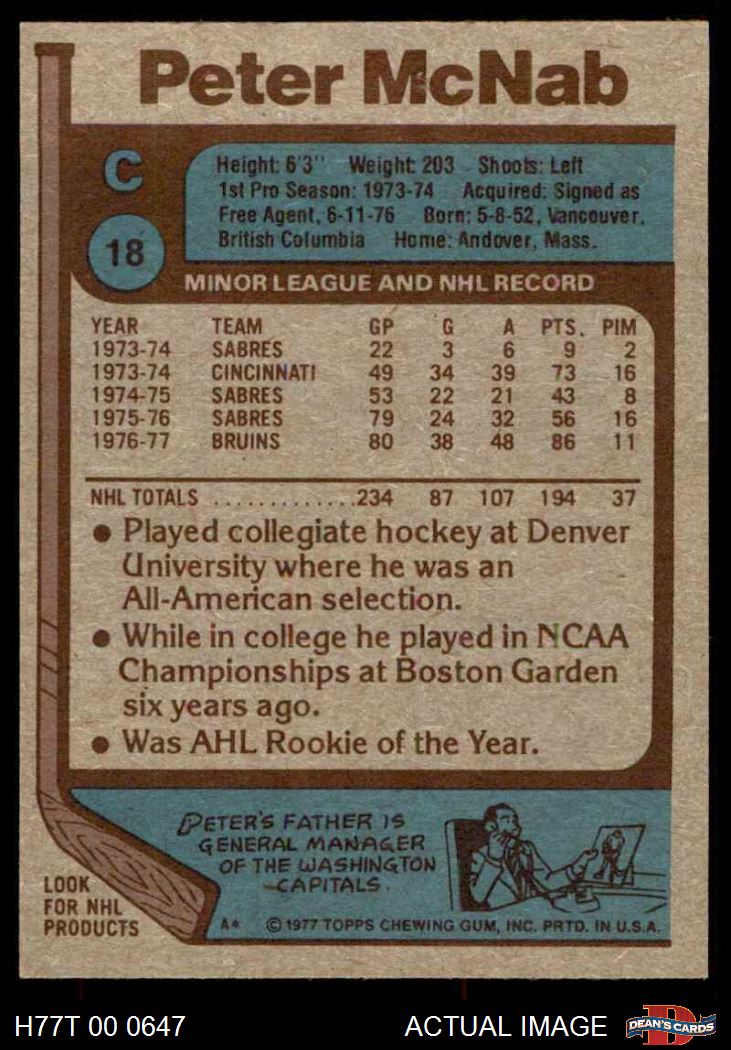 Peter McNab
C
18
Height: 6'3" Weight: 203 Shoots: Left
1st Pro Season: 1973-74 Acquired: Signed as
Free Agent, 6-11-76 Born: 5-8-52, Vancouver,
British Columbia Home: Andover, Mass.
MINOR LEAGUE AND NHL RECORD
YEAR TEAM GP G A PTS. PIM
1973-74 SABRES 22 3 6 9 2
1973-74 CINCINNATI 49 34 39 73 16
1974-75 SABRES 53 22 21 43 8
1975-76 SABRES 79 24 32 56 16
1976-77 BRUINS 80 38 48 86 11
NHL TOTALS .............234 87 107 194 37
• Played collegiate hockey at Denver
University where he was an
All-American selection.
• While in college he played in NCAA
Championships at Boston Garden
six years ago.
• Was AHL Rookie of the Year.
PETER'S FATHER IS
GENERAL MANAGER
OF THE WASHINGTON
CAPITALS.
LOOK
FOR NHL
PRODUCTS
A* © 1977 TOPPS CHEWING GUM, INC. PRTD. IN U.S.A.
H77T 00 0647 ACTUAL IMAGE
D
DEAN'S CARDS